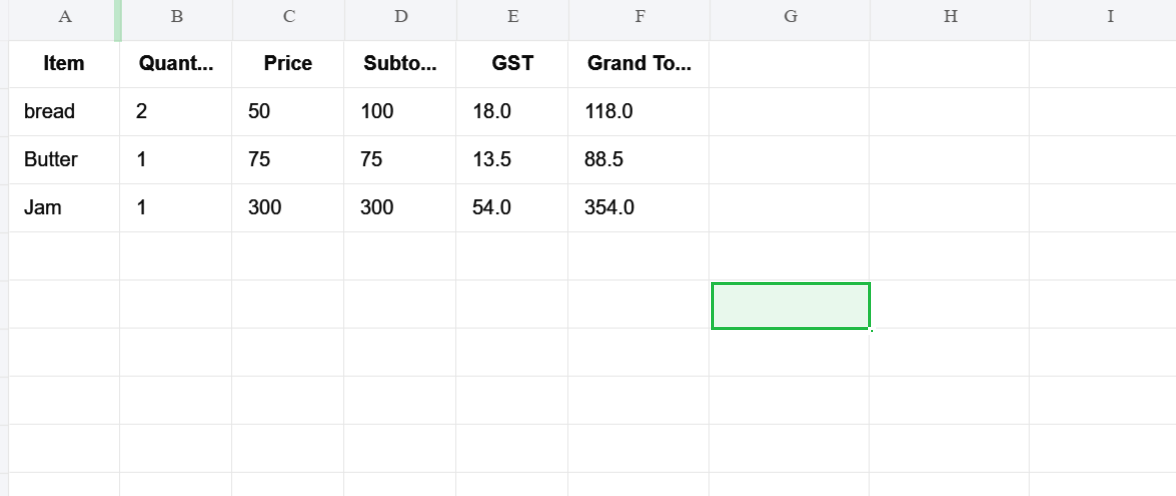 A B C D E F G H I
Item Quant... Price Subto... GST Grand To...
bread 2 50 100 18.0 118.0
Butter 1 75 75 13.5 88.5
Jam 1 300 300 54.0 354.0